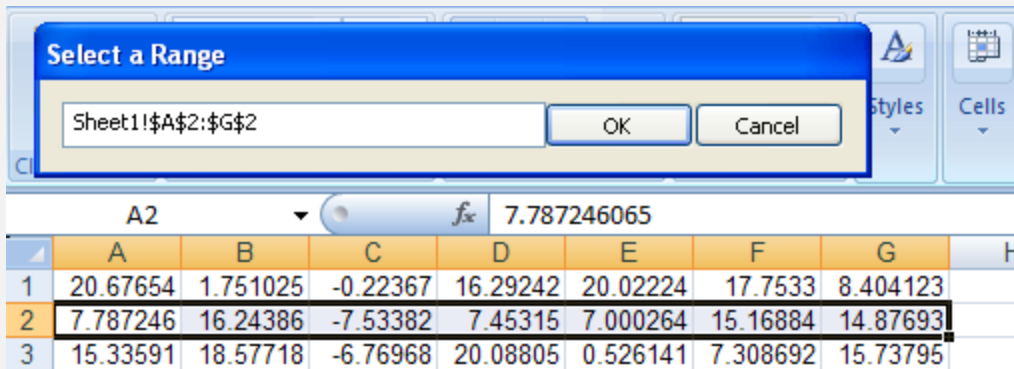 Select a Range
Sheet1!$A$2:$G$2 OK Cancel
Styles Cells
Cl
A2 fx 7.787246065
A B C D E F G H
1 20.67654 1.751025 -0.22367 16.29242 20.02224 17.7533 8.404123
2 7.787246 16.24386 -7.53382 7.45315 7.000264 15.16884 14.87693
3 15.33591 18.57718 -6.76968 20.08805 0.526141 7.308692 15.73795